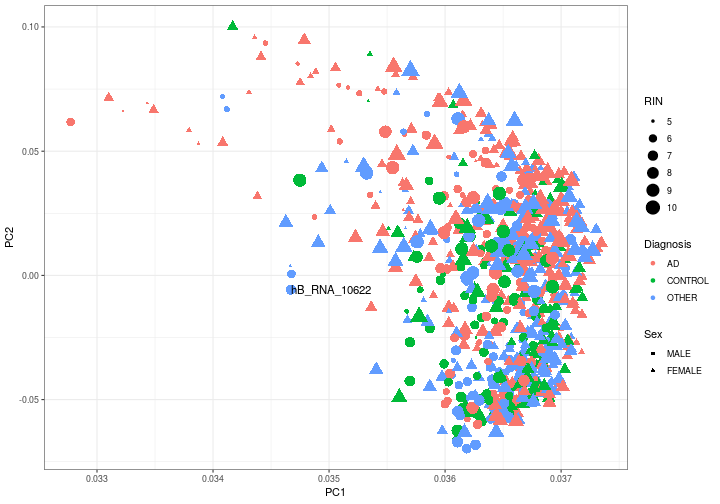 0.10
0.05
0.00
-0.05
PC2
hB_RNA_10622
0.033
0.034
0.035
0.036
0.037
PC1
RIN
5
6
7
8
9
10
Diagnosis
AD
CONTROL
OTHER
Sex
MALE
FEMALE